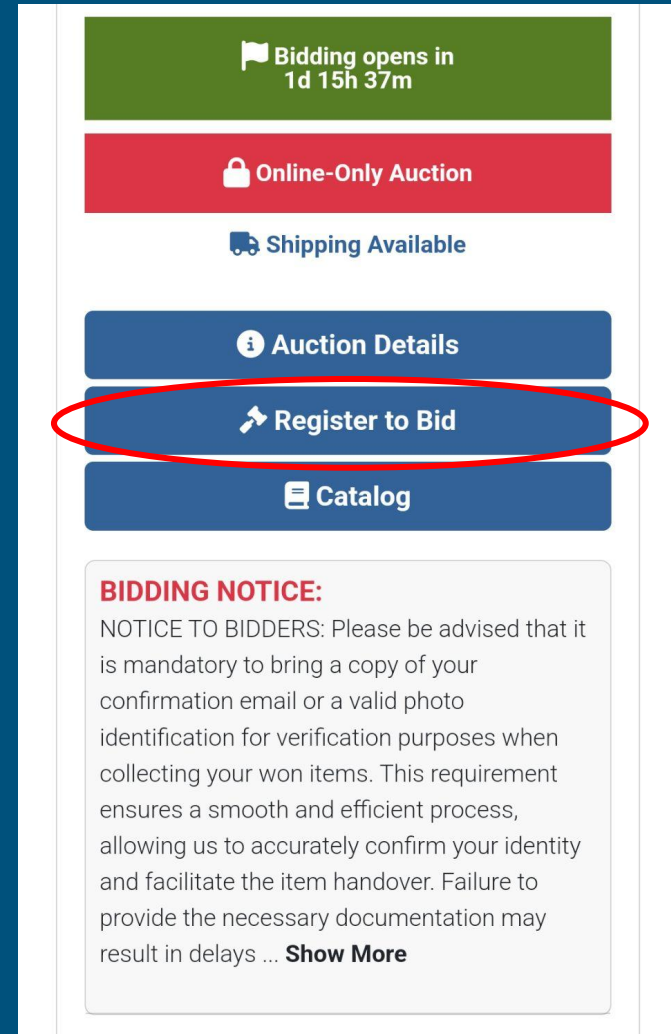 Bidding opens in
1d 15h 37m
Online-Only Auction
Shipping Available
Auction Details
Register to Bid
Catalog
BIDDING NOTICE:
NOTICE TO BIDDERS: Please be advised that it
is mandatory to bring a copy of your
confirmation email or a valid photo
identification for verification purposes when
collecting your won items. This requirement
ensures a smooth and efficient process,
allowing us to accurately confirm your identity
and facilitate the item handover. Failure to
provide the necessary documentation may
result in delays ... Show More